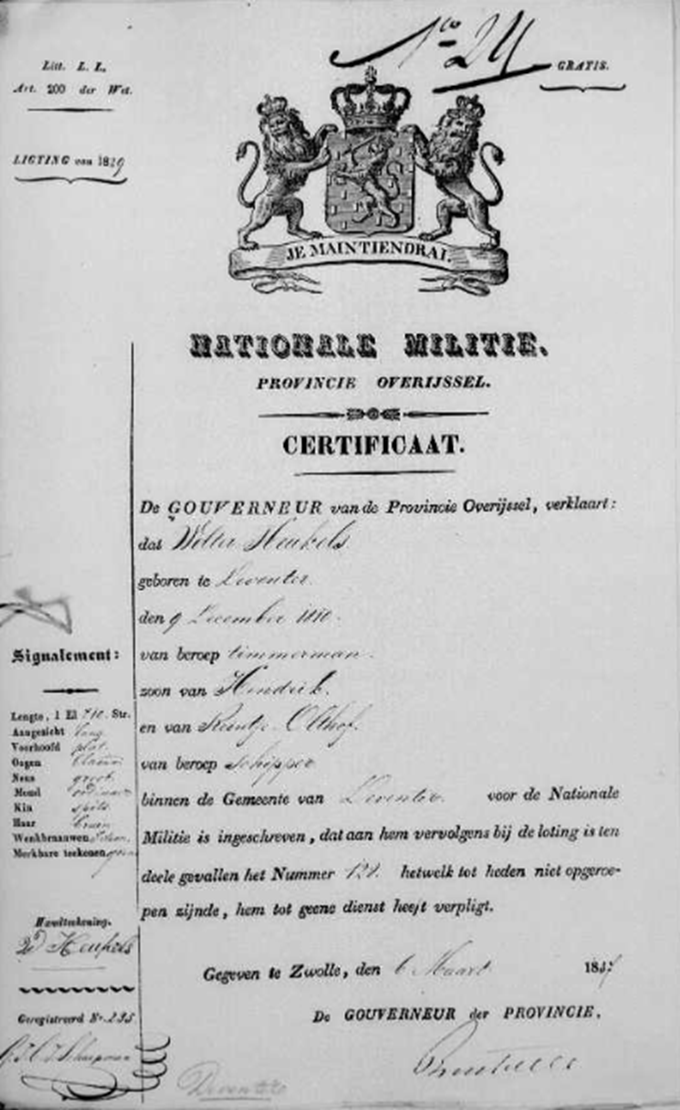 No 24
Litt. L. L.
GRATIS.
Art. 200 der Wet.
LIGTING van 1829
JE MAINTIENDRAI.
NATIONALE MILITIE.
PROVINCIE OVERIJSSEL.
CERTIFICAAT.
De GOUVERNEUR van de Provincie Overijssel, verklaart:
dat Wolter Heukels
geboren te Deventer
den 9 December 1810.
van beroep timmerman.
zoon van Hendrik.
en van Reintje Olthof.
van beroep schipper
binnen de Gemeente van Deventer. voor de Nationale
Militie is ingeschreven, dat aan hem vervolgens bij de loting is ten
deele gevallen het Nummer 121. hetwelk tot heden niet opgeroe-
pen zijnde, hem tot geene dienst heeft verpligt.
Gegeven te Zwolle, den 6 Maart 183
De GOUVERNEUR der PROVINCIE.
Signalement:
Lengte, 1 El 710. Str.
Aangezicht lang
Voorhoofd plat
Oogen blaauw
Neus groot
Mond ordinair
Kin spits
Haar bruin
Wenkbraauwen
Merkbare teekenen geen
Handteekening.
Heukels
Geregistreerd Nr. 235
Deventer